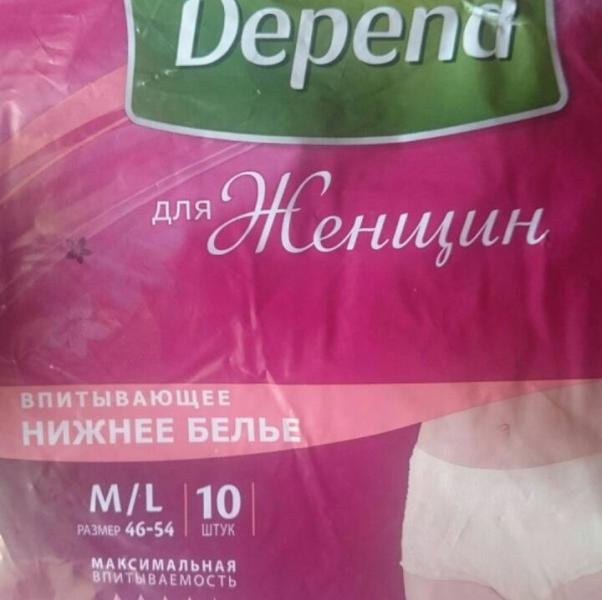 Depend
для Женщин
ВПИТЫВАЮЩЕЕ
НИЖНЕЕ БЕЛЬЕ
M/L 10
РАЗМЕР 46-54 ШТУК
МАКСИМАЛЬНАЯ
ВПИТЫВАЕМОСТЬ